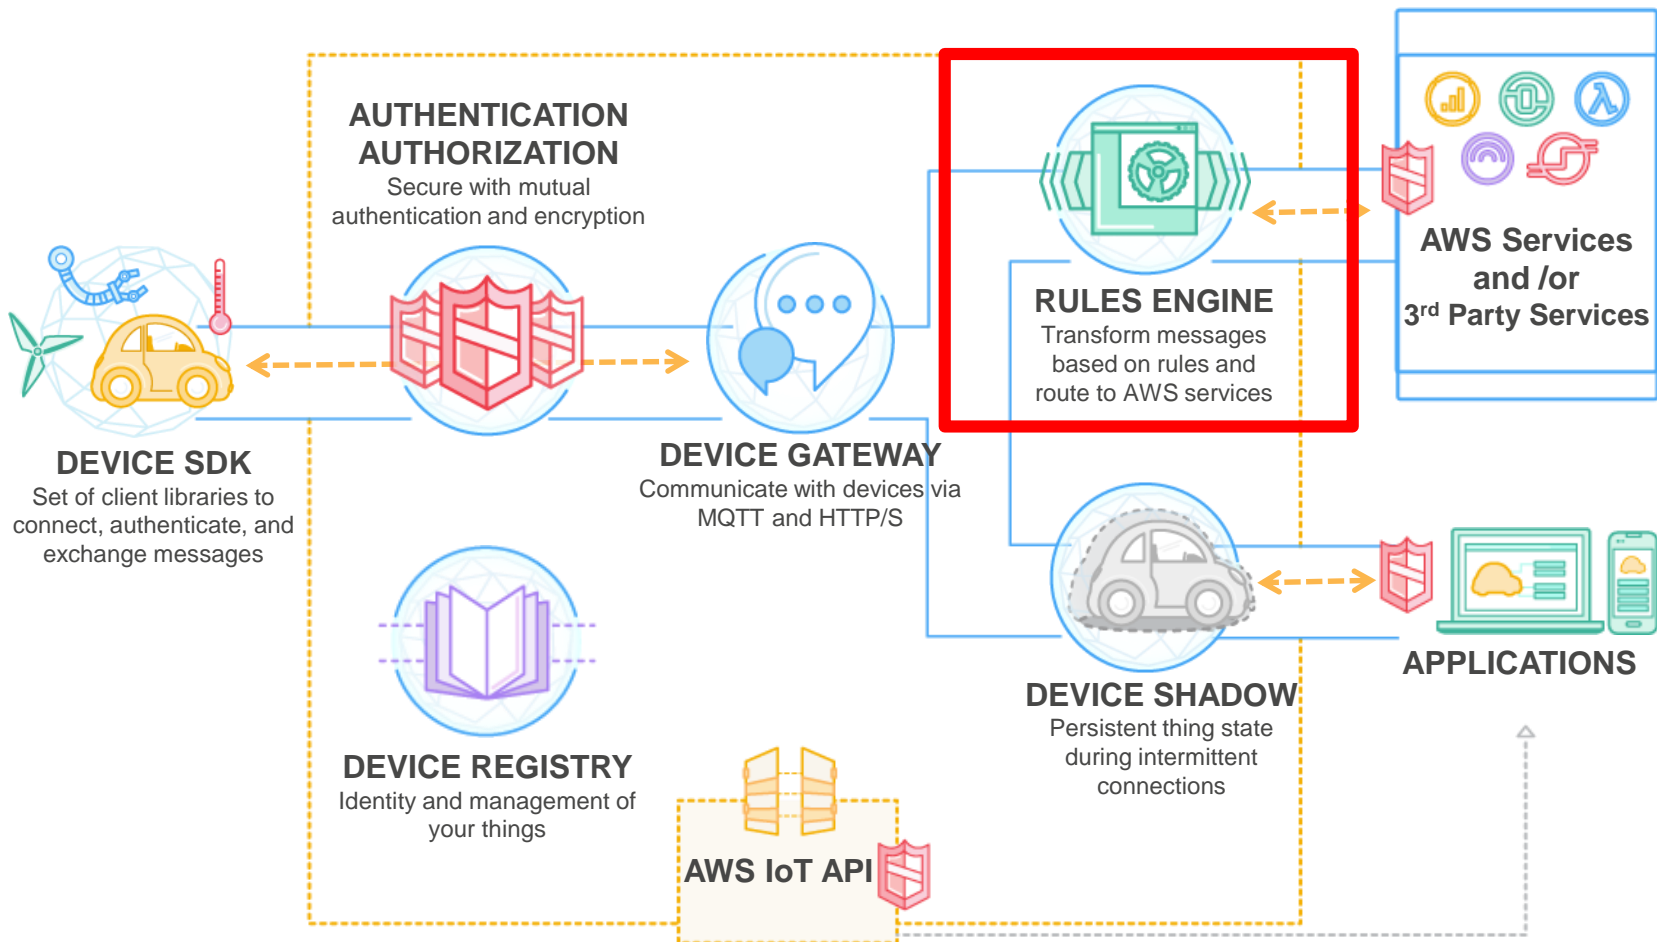 AUTHENTICATION
AUTHORIZATION
Secure with mutual
authentication and encryption
RULES ENGINE
Transform messages
based on rules and
route to AWS services
AWS Services
and /or
3rd Party Services
DEVICE SDK
Set of client libraries to
connect, authenticate, and
exchange messages
DEVICE GATEWAY
Communicate with devices via
MQTT and HTTP/S
DEVICE REGISTRY
Identity and management of
your things
DEVICE SHADOW
Persistent thing state
during intermittent
connections
APPLICATIONS
AWS IoT API